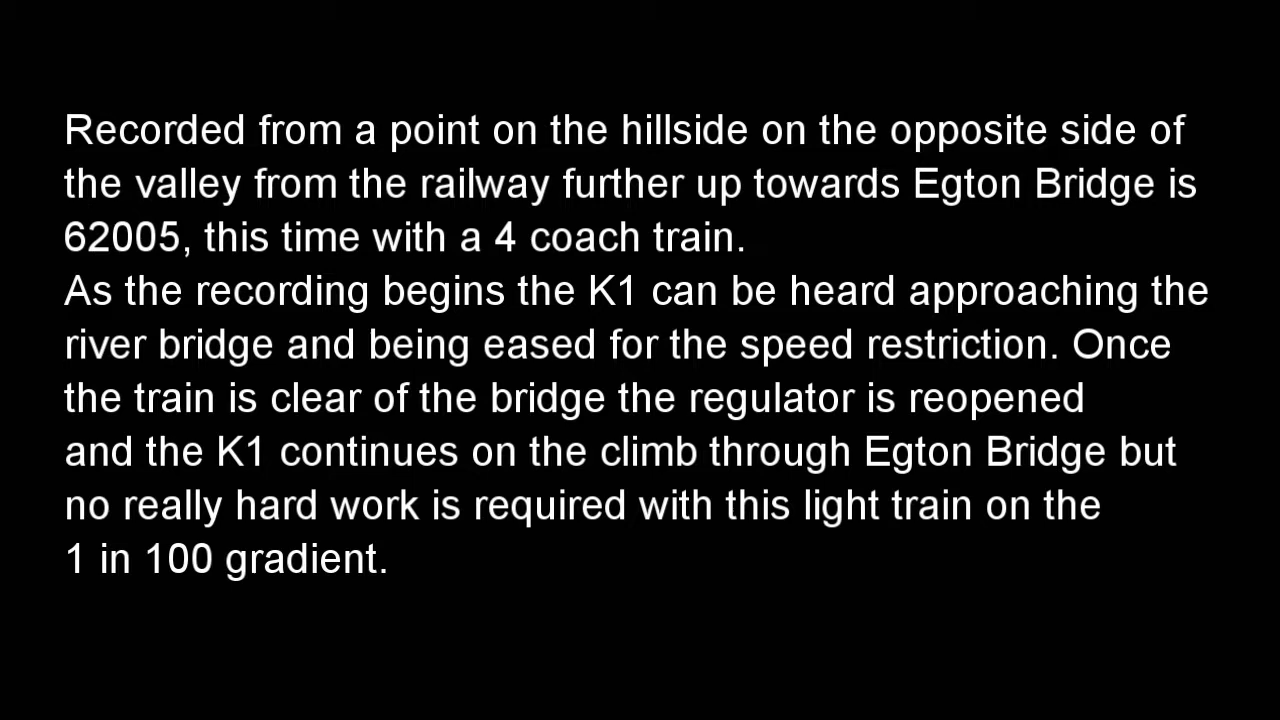 Recorded from a point on the hillside on the opposite side of
the valley from the railway further up towards Egton Bridge is
62005, this time with a 4 coach train.
As the recording begins the K1 can be heard approaching the
river bridge and being eased for the speed restriction. Once
the train is clear of the bridge the regulator is reopened
and the K1 continues on the climb through Egton Bridge but
no really hard work is required with this light train on the
1 in 100 gradient.